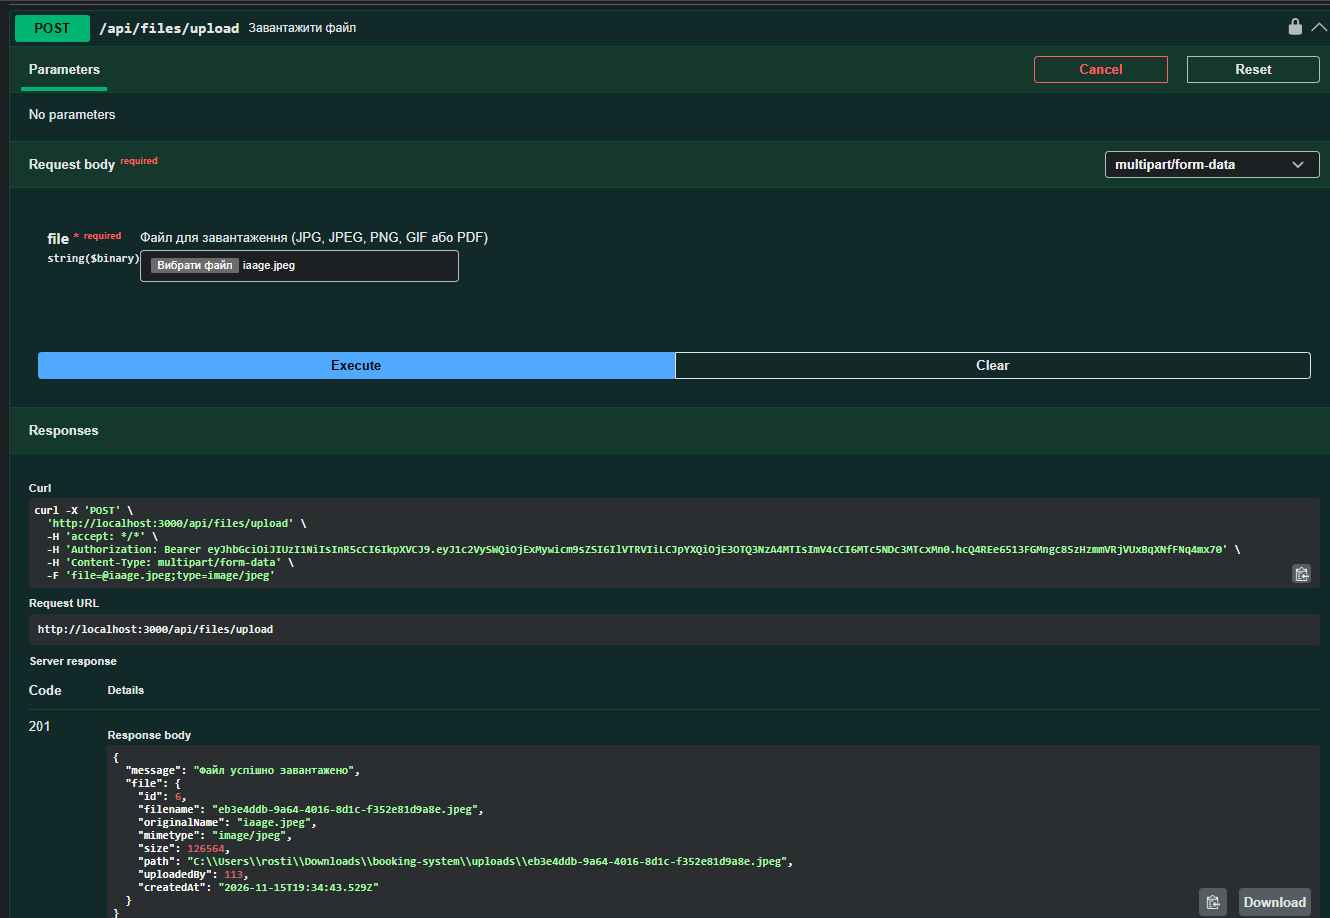 POST /api/files/upload Завантажити файл
Parameters Cancel Reset
No parameters
Request body required multipart/form-data
file * required Файл для завантаження (JPG, JPEG, PNG, GIF або PDF)
string($binary) Вибрати файл iaage.jpeg
Execute Clear
Responses
Curl
curl -X 'POST' \
'http://localhost:3000/api/files/upload' \
-H 'accept: */*' \
-H 'Authorization: Bearer eyJhbGciOiJIUzI1NiIsInR5cCI6IkpXVCJ9.eyJ1c2VySWQiOjExMywicm9sZSI6IlVTRVIiLCJpYXQiOjE3OTQ3NzA4MTIsImV4cCI6MTc5NDc3MTcxMn0.hcQ4REe6513FGMngc85zHzmmVRjVUxBqXNfFNq4mx70' \
-H 'Content-Type: multipart/form-data' \
-F 'file=@iaage.jpeg;type=image/jpeg'
Request URL
http://localhost:3000/api/files/upload
Server response
Code Details
201
Response body
{
"message": "Файл успішно завантажено",
"file": {
"id": 6,
"filename": "eb3e4ddb-9a64-4016-8d1c-f352e81d9a8e.jpeg",
"originalName": "iaage.jpeg",
"mimetype": "image/jpeg",
"size": 126564,
"path": "C:\\Users\\rosti\\Downloads\\booking-system\\uploads\\eb3e4ddb-9a64-4016-8d1c-f352e81d9a8e.jpeg",
"uploadedBy": 113,
"createdAt": "2026-11-15T19:34:43.529Z"
}
}
Download